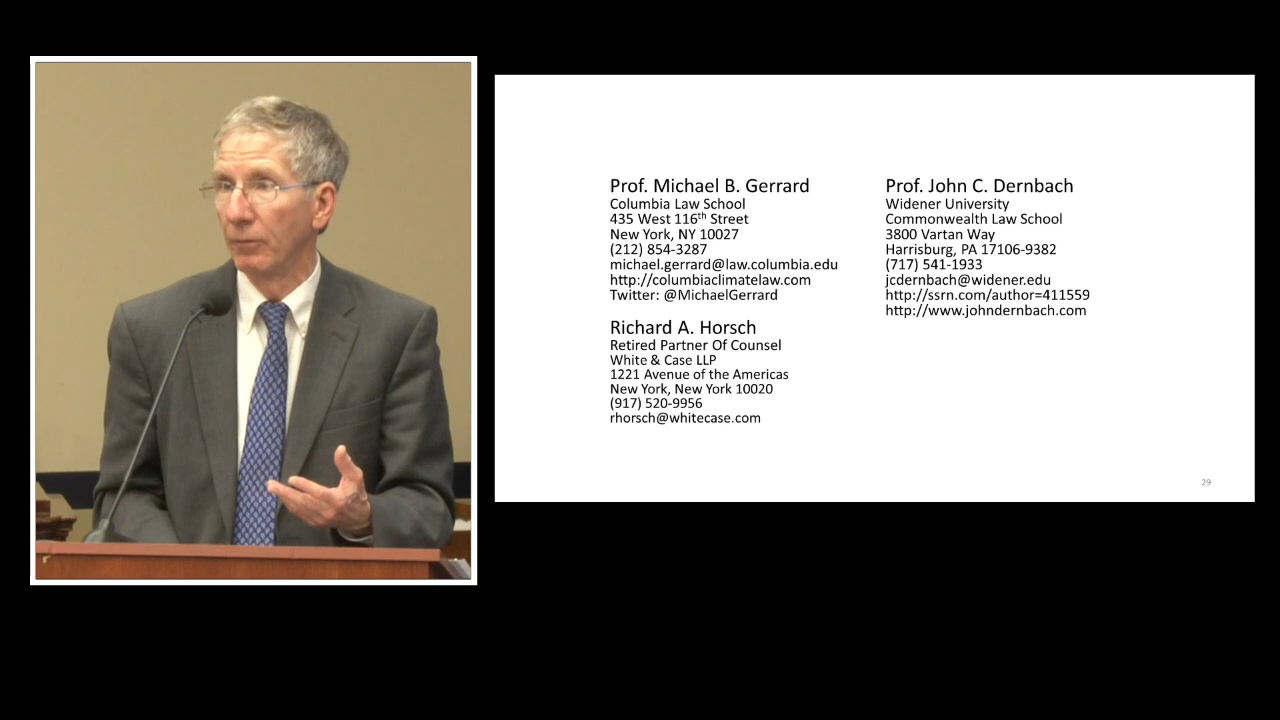 Prof. Michael B. Gerrard
Columbia Law School
435 West 116th Street
New York, NY 10027
(212) 854-3287
michael.gerrard@law.columbia.edu
http://columbiaclimatelaw.com
Twitter: @MichaelGerrard
Richard A. Horsch
Retired Partner Of Counsel
White & Case LLP
1221 Avenue of the Americas
New York, New York 10020
(917) 520-9956
rhorsch@whitecase.com
Prof. John C. Dernbach
Widener University
Commonwealth Law School
3800 Vartan Way
Harrisburg, PA 17106-9382
(717) 541-1933
jcdernbach@widener.edu
http://ssrn.com/author=411559
http://www.johndernbach.com
29